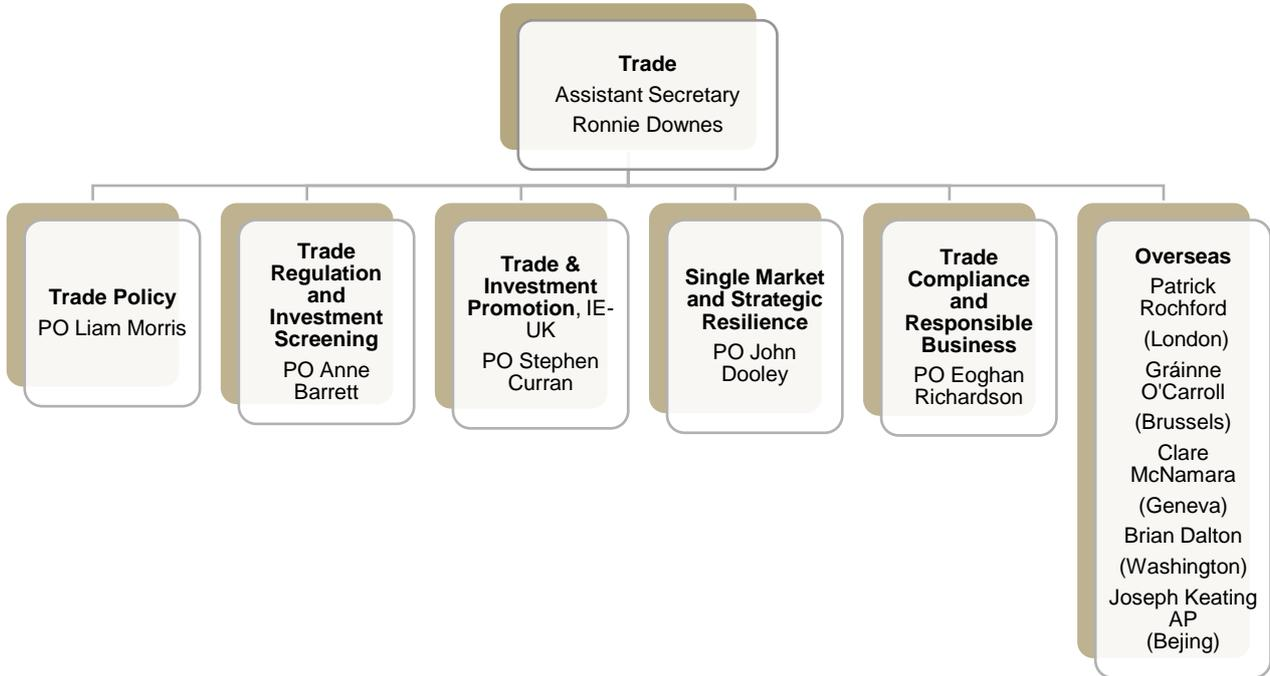 Trade
Assistant Secretary
Ronnie Downes
Trade Policy
PO Liam Morris
Trade
Regulation
and
Investment
Screening
PO Anne
Barrett
Trade &
Investment
Promotion, IE-
UK
PO Stephen
Curran
Single Market
and Strategic
Resilience
PO John
Dooley
Trade
Compliance
and
Responsible
Business
PO Eoghan
Richardson
Overseas
Patrick
Rochford
(London)
Gráinne
O'Carroll
(Brussels)
Clare
McNamara
(Geneva)
Brian Dalton
(Washington)
Joseph Keating
AP
(Bejing)